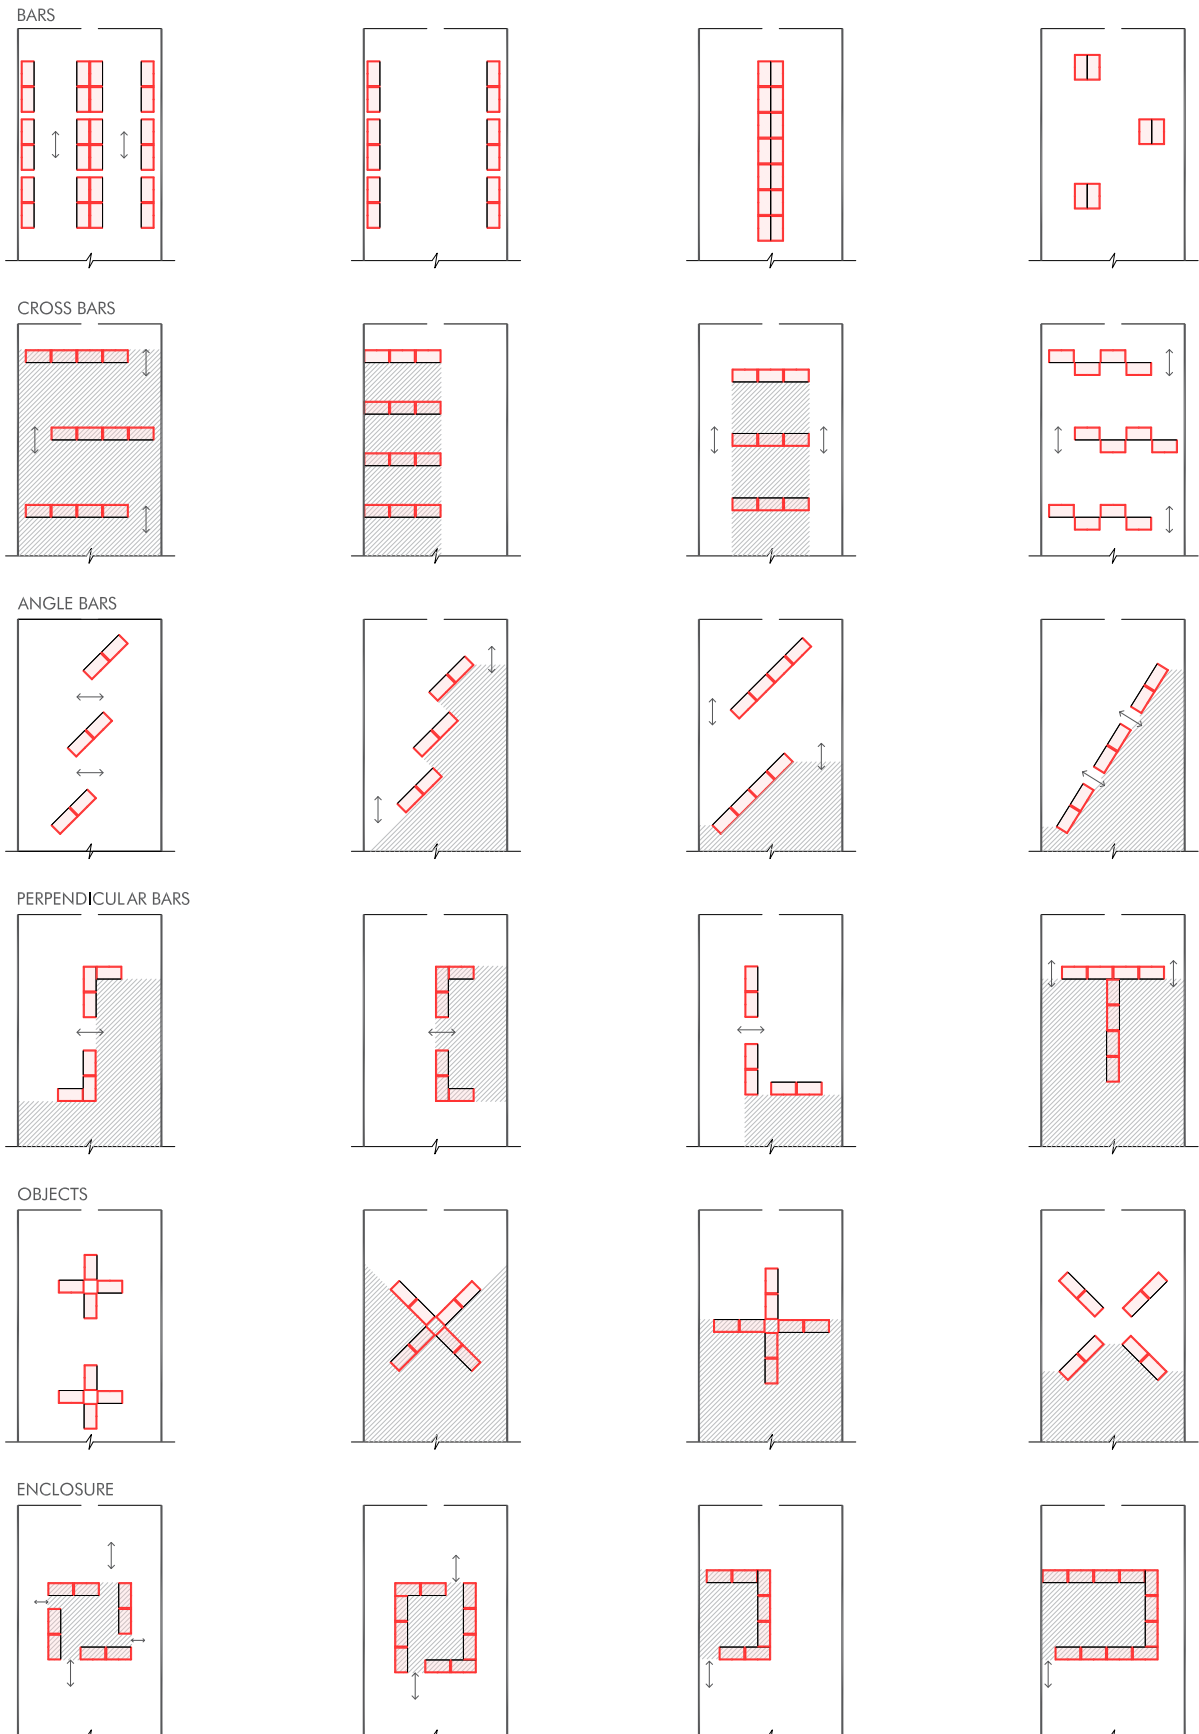 BARS
CROSS BARS
ANGLE BARS
PERPENDICULAR BARS
OBJECTS
ENCLOSURE